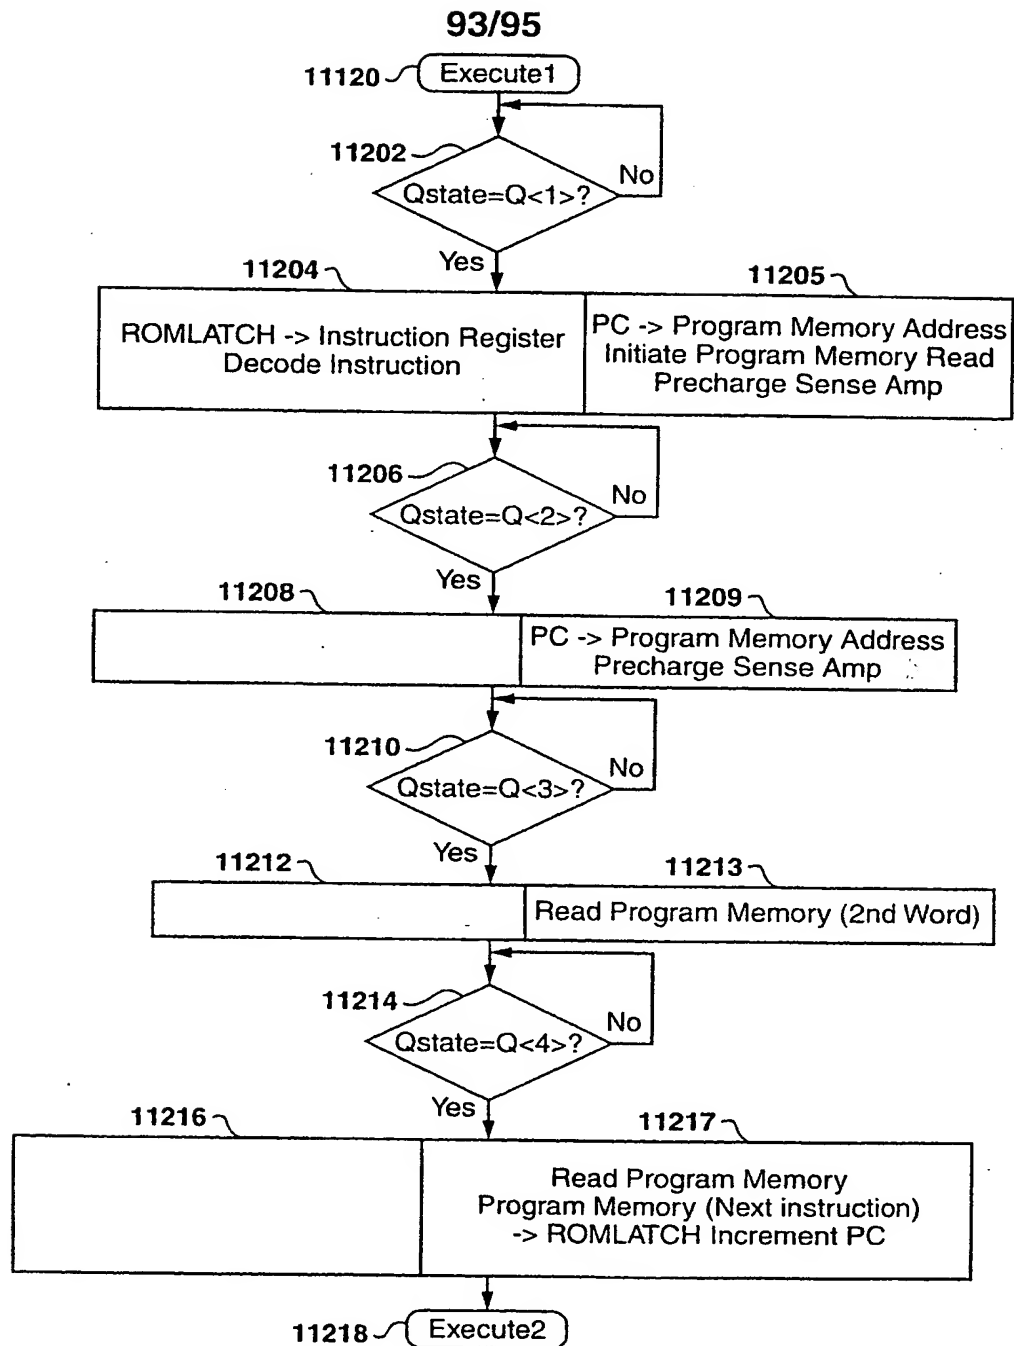 93/95
11120
Execute1
11202
Qstate=Q<1>?
No
Yes
11204
11205
ROMLATCH -> Instruction Register
Decode Instruction
PC -> Program Memory Address
Initiate Program Memory Read
Precharge Sense Amp
11206
Qstate=Q<2>?
No
Yes
11208
11209
PC -> Program Memory Address
Precharge Sense Amp
11210
Qstate=Q<3>?
No
Yes
11212
11213
Read Program Memory (2nd Word)
11214
Qstate=Q<4>?
No
Yes
11216
11217
Read Program Memory
Program Memory (Next instruction)
-> ROMLATCH Increment PC
11218
Execute2